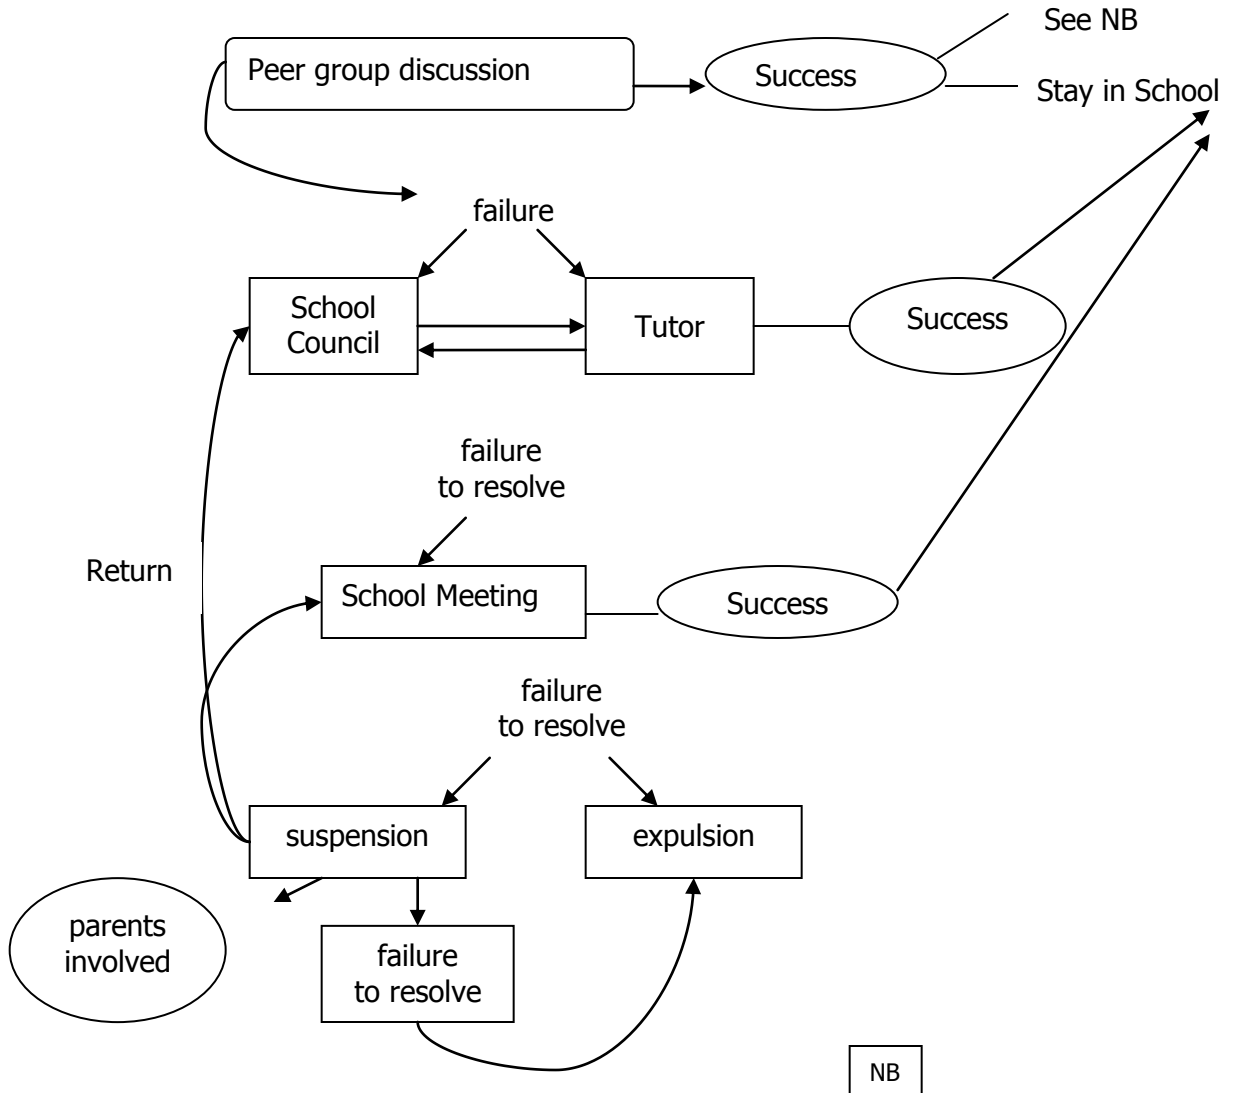 See NB
Peer group discussion
Success
Stay in School
failure
School
Council
Tutor
Success
failure
to resolve
Return
School Meeting
Success
failure
to resolve
suspension
expulsion
parents
involved
failure
to resolve
NB